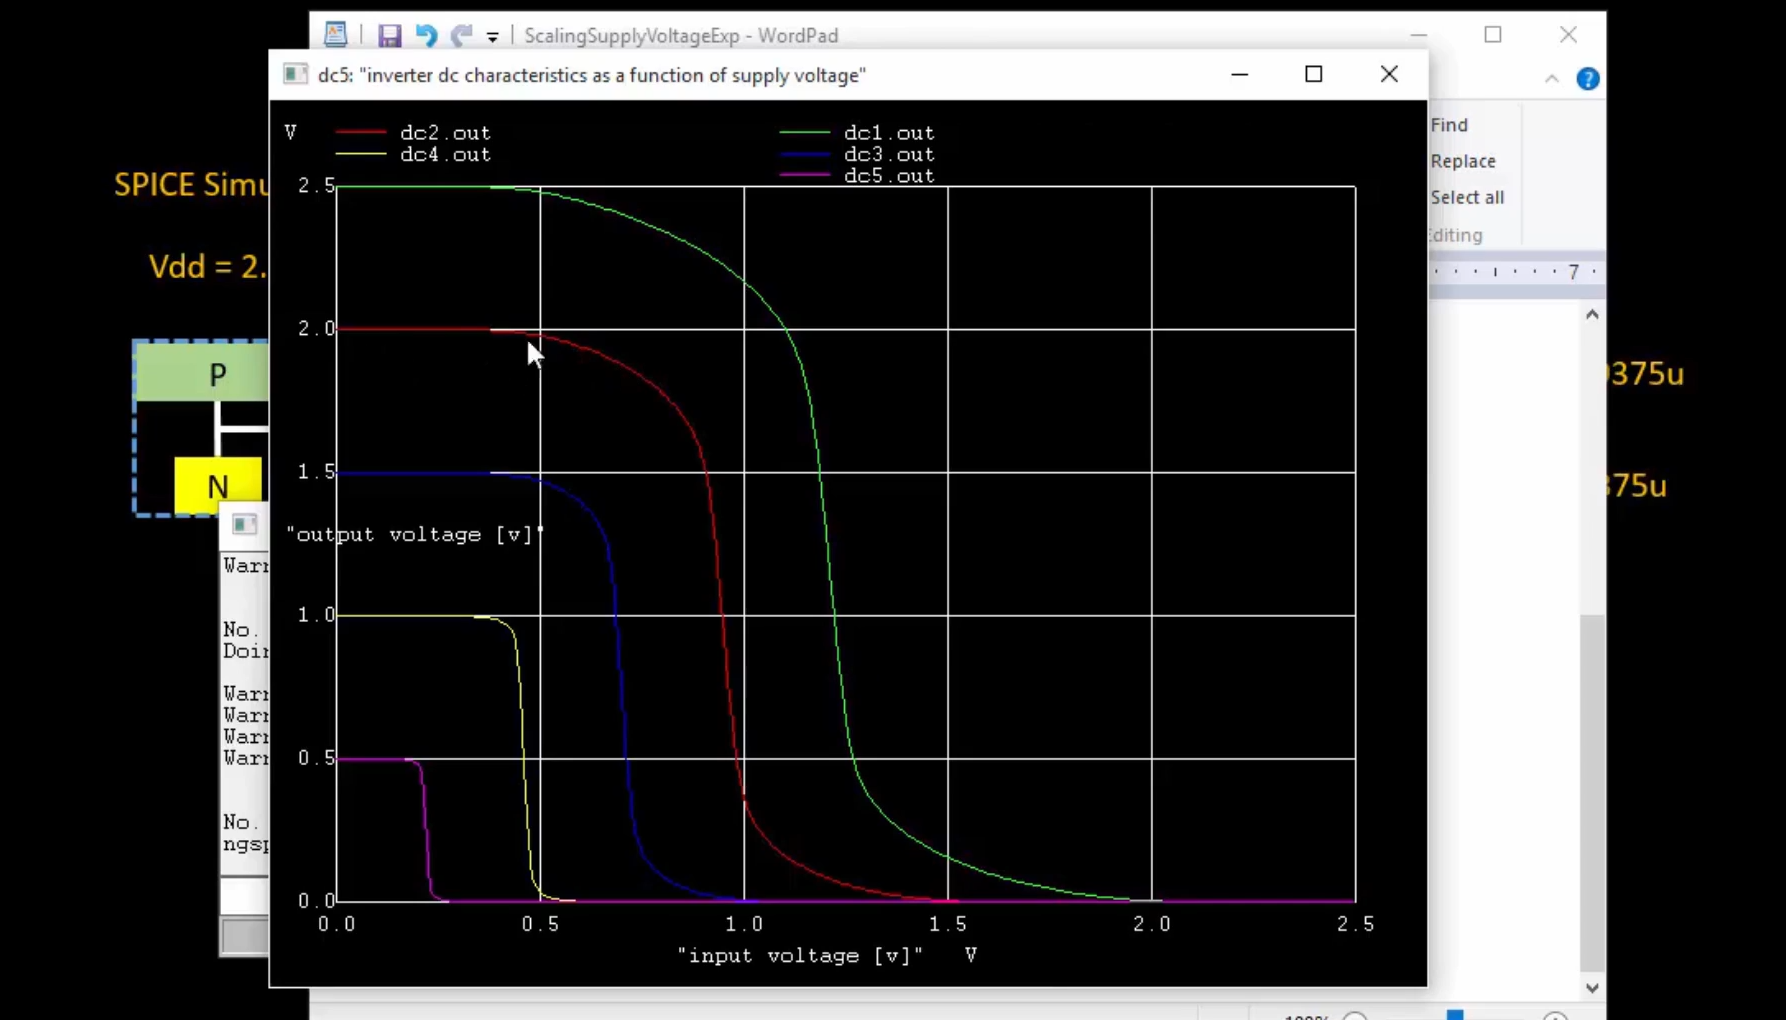 ScalingSupplyVoltageExp - WordPad
dc5: "inverter dc characteristics as a function of supply voltage"
Find
Replace
Select all
Editing
7
SPICE Simu
Vdd = 2.
P
N
9375u
375u
V
dc2.out
dc1.out
dc4.out
dc3.out
dc5.out
2.5
2.0
1.5
"output voltage [v]"
1.0
0.5
0.0
0.0 0.5 1.0 1.5 2.0 2.5
"input voltage [v]" V
Warn
No.
Doin
Warn
Warn
Warn
Warn
No.
ngsp
100%